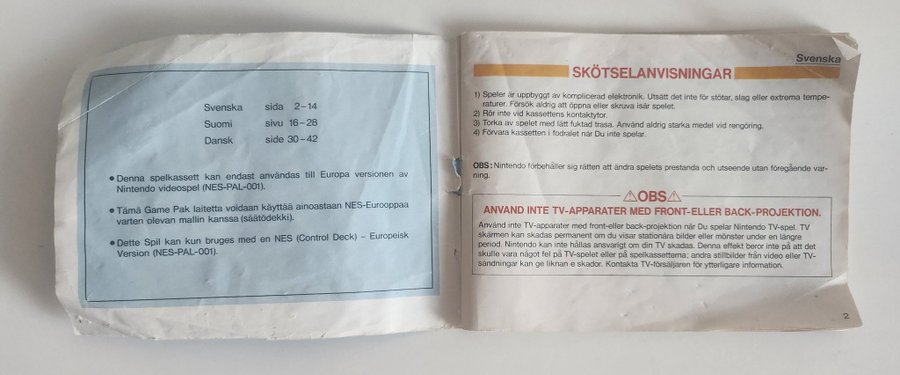 Svenska sida 2–14
Suomi sivu 16–28
Dansk side 30–42
● Denna spelkassett kan endast användas till Europa versionen av
Nintendo videospel (NES-PAL-001).
● Tämä Game Pak laitetta voidaan käyttää ainoastaan NES-Eurooppaa
varten olevan mallin kanssa (säätödekki).
● Dette Spil kan kun bruges med en NES (Control Deck) – Europeisk
Version (NES-PAL-001).
Svenska
SKÖTSELANVISNINGAR
1) Speler är uppbyggt av komplicerad elektronik. Utsätt det inte för stötar, slag eller extrema tempe-
raturer. Försök aldrig att öppna eller skruva isär spelet.
2) Rör inte vid kassettens kontaktytor.
3) Torka av spelet med lätt fuktad trasa. Använd aldrig starka medel vid rengöring.
4) Förvara kassetten i fodralet när Du inte spelar.
OBS: Nintendo förbehåller sig rätten att ändra spelets prestanda och utseende utan föregående var-
ning.
⚠OBS⚠
ANVAND INTE TV-APPARATER MED FRONT-ELLER BACK-PROJEKTION.
Använd inte TV-apparater med front-eller back-projektion när Du spelar Nintendo TV-spel. TV
skärmen kan skadas permanent om du visar stationära bilder eller mönster under en längre
period. Nintendo kan inte hållas ansvarigt om din TV skadas. Denna effekt beror inte på att det
skulle vara något fel på TV-spelet eller på spelkassetterna; andra stillbilder från video eller TV-
sändningar kan ge liknan e skador. Kontakta TV-försäljaren för ytterligare information.
2